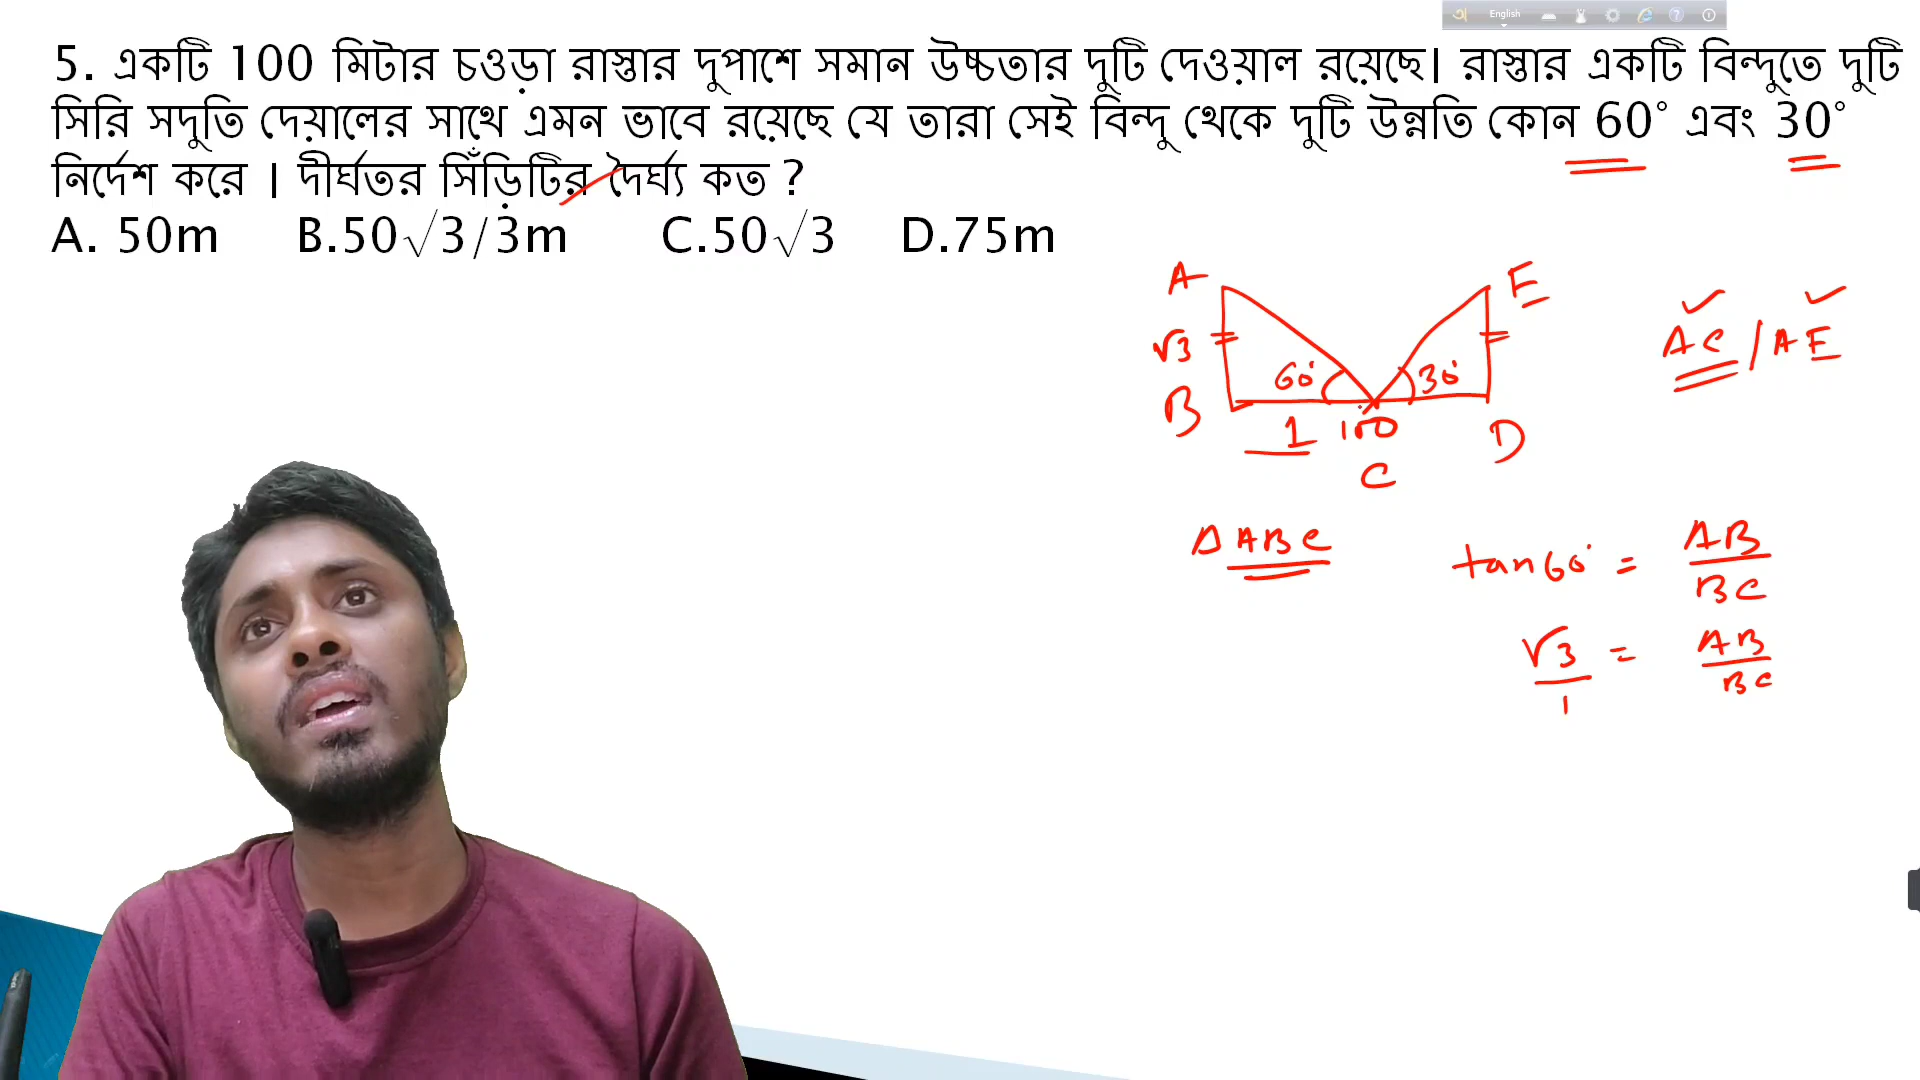 English
5. একটি 100 মিটার চওড়া রাস্তার দুপাশে সমান উচ্চতার দুটি দেওয়াল রয়েছে। রাস্তার একটি বিন্দুতে দুটি
সিরি সদুতি দেয়ালের সাথে এমন ভাবে রয়েছে যে তারা সেই বিন্দু থেকে দুটি উন্নতি কোন 60° এবং 30°
নির্দেশ করে । দীর্ঘতর সিঁড়িটির দৈর্ঘ্য কত ?
A. 50m B.50√3/3m C.50√3 D.75m
A E
√3 AC/AE
60° 30°
B 1 100 D
C
△ABC tan60° = AB/BC
√3/1 = AB/BC